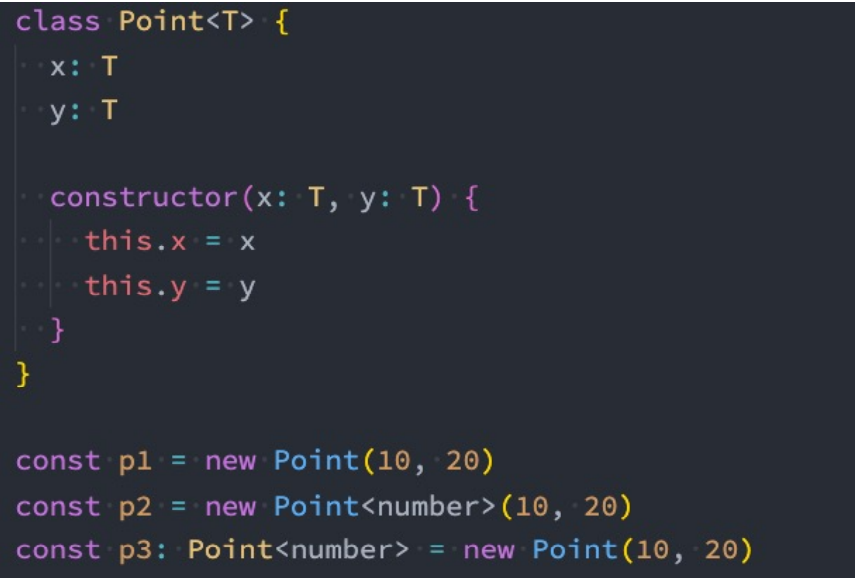 class Point<T> {
  x: T
  y: T

  constructor(x: T, y: T) {
    this.x = x
    this.y = y
  }
}

const p1 = new Point(10, 20)
const p2 = new Point<number>(10, 20)
const p3: Point<number> = new Point(10, 20)